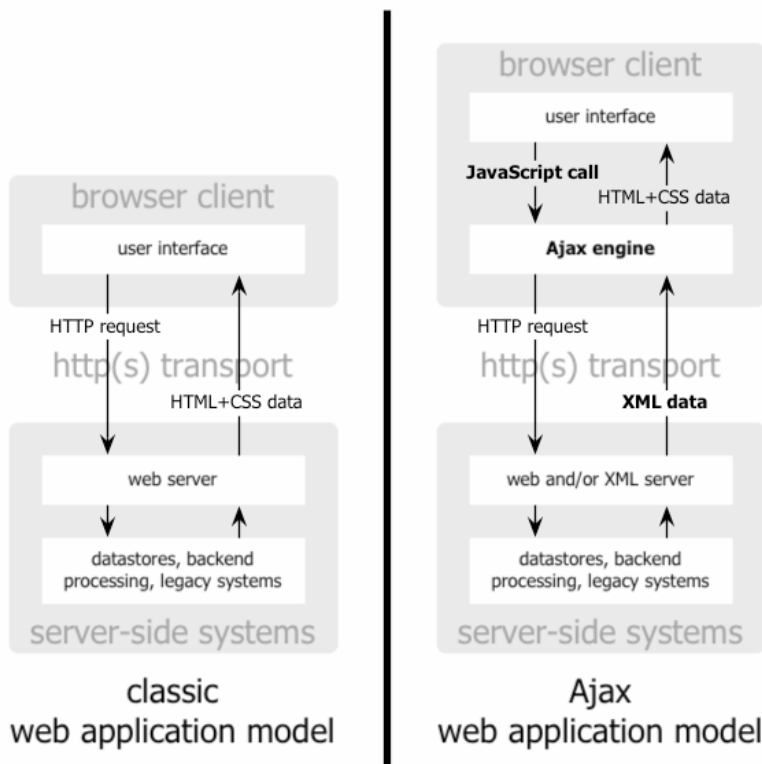 browser client
user interface
HTTP request
http(s) transport
HTML+CSS data
web server
datastores, backend
processing, legacy systems
server-side systems
classic
web application model
browser client
user interface
JavaScript call
HTML+CSS data
Ajax engine
HTTP request
http(s) transport
XML data
web and/or XML server
datastores, backend
processing, legacy systems
server-side systems
Ajax
web application model